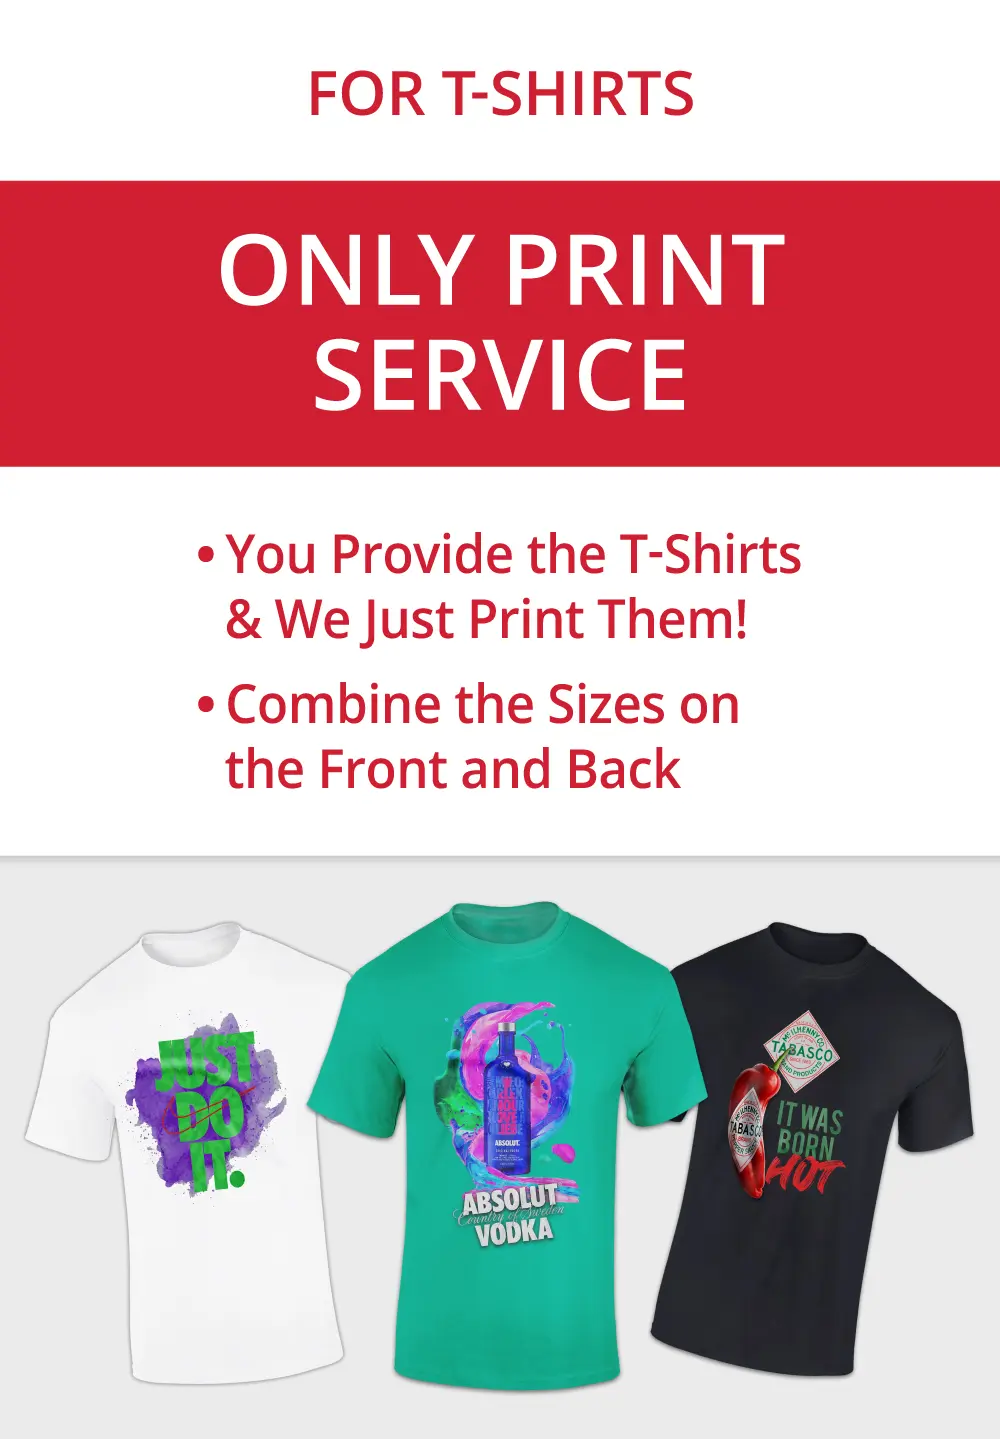 FOR T-SHIRTS
ONLY PRINT
SERVICE
• You Provide the T-Shirts
& We Just Print Them!
• Combine the Sizes on
the Front and Back
JUST
DO
IT.
ABSOLUT.
ABSOLUT
Country of Sweden
VODKA
McILHENNY CO.
TABASCO
AND PRODUCTS
TABASCO
IT WAS
BORN
HOT